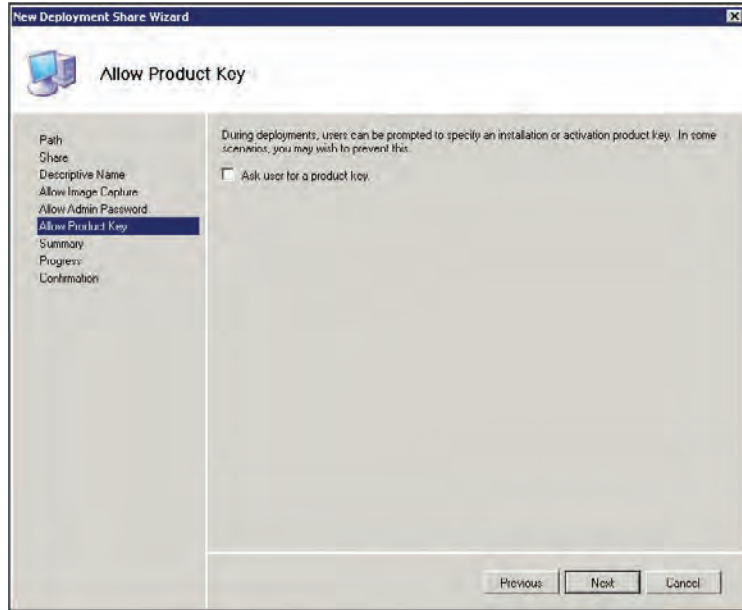 New Deployment Share Wizard
Allow Product Key
Path
Share
Descriptive Name
Allow Image Capture
Allow Admin Password
Allow Product Key
Summary
Progress
Confirmation
During deployments, users can be prompted to specify an installation or activation product key. In some
scenarios, you may wish to prevent this.
Ask user for a product key.
Previous
Next
Cancel